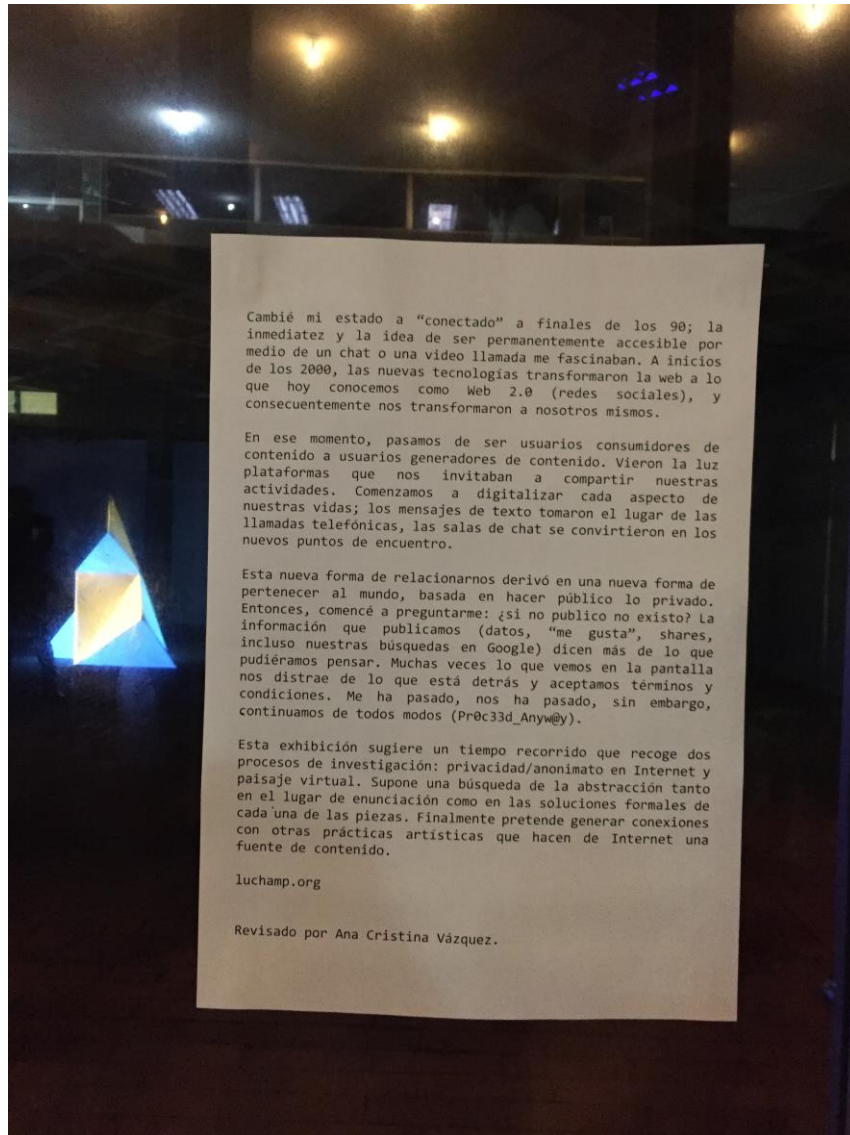 Cambié mi estado a “conectado” a finales de los 90; la
inmediatez y la idea de ser permanentemente accesible por
medio de un chat o una video llamada me fascinaban. A inicios
de los 2000, las nuevas tecnologías transformaron la web a lo
que hoy conocemos como Web 2.0 (redes sociales), y
consecuentemente nos transformaron a nosotros mismos.
En ese momento, pasamos de ser usuarios consumidores de
contenido a usuarios generadores de contenido. Vieron la luz
plataformas que nos invitaban a compartir nuestras
actividades. Comenzamos a digitalizar cada aspecto de
nuestras vidas; los mensajes de texto tomaron el lugar de las
llamadas telefónicas, las salas de chat se convirtieron en los
nuevos puntos de encuentro.
Esta nueva forma de relacionarnos derivó en una nueva forma de
pertenecer al mundo, basada en hacer público lo privado.
Entonces, comencé a preguntarme: ¿si no publico no existo? La
información que publicamos (datos, “me gusta”, shares,
incluso nuestras búsquedas en Google) dicen más de lo que
pudiéramos pensar. Muchas veces lo que vemos en la pantalla
nos distrae de lo que está detrás y aceptamos términos y
condiciones. Me ha pasado, nos ha pasado, sin embargo,
continuamos de todos modos (Pr0c33d_Anyw@y).
Esta exhibición sugiere un tiempo recorrido que recoge dos
procesos de investigación: privacidad/anonimato en Internet y
paisaje virtual. Supone una búsqueda de la abstracción tanto
en el lugar de enunciación como en las soluciones formales de
cada una de las piezas. Finalmente pretende generar conexiones
con otras prácticas artísticas que hacen de Internet una
fuente de contenido.
luchamp.org
Revisado por Ana Cristina Vázquez.